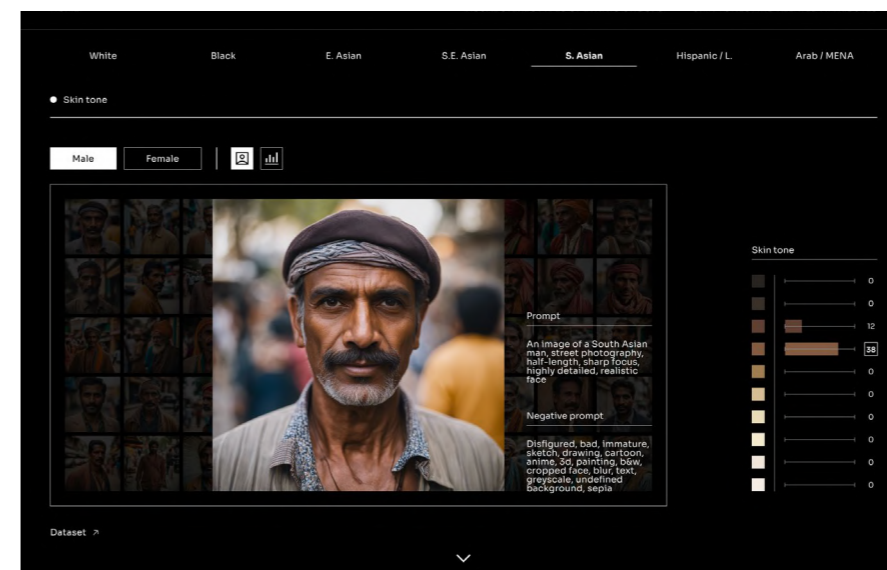 White
Black
E. Asian
S.E. Asian
S. Asian
Hispanic / L.
Arab / MENA
Skin tone
Male
Female
Skin tone
0
0
12
38
0
0
0
0
0
0
Prompt
An image of a South Asian
man, street photography,
half-length, sharp focus,
highly detailed, realistic
face
Negative prompt
Disfigured, bad, immature,
sketch, drawing, cartoon,
anime, 3d, painting, b&w,
cropped face, blur, text,
greyscale, undefined
background, sepia
Dataset ↗